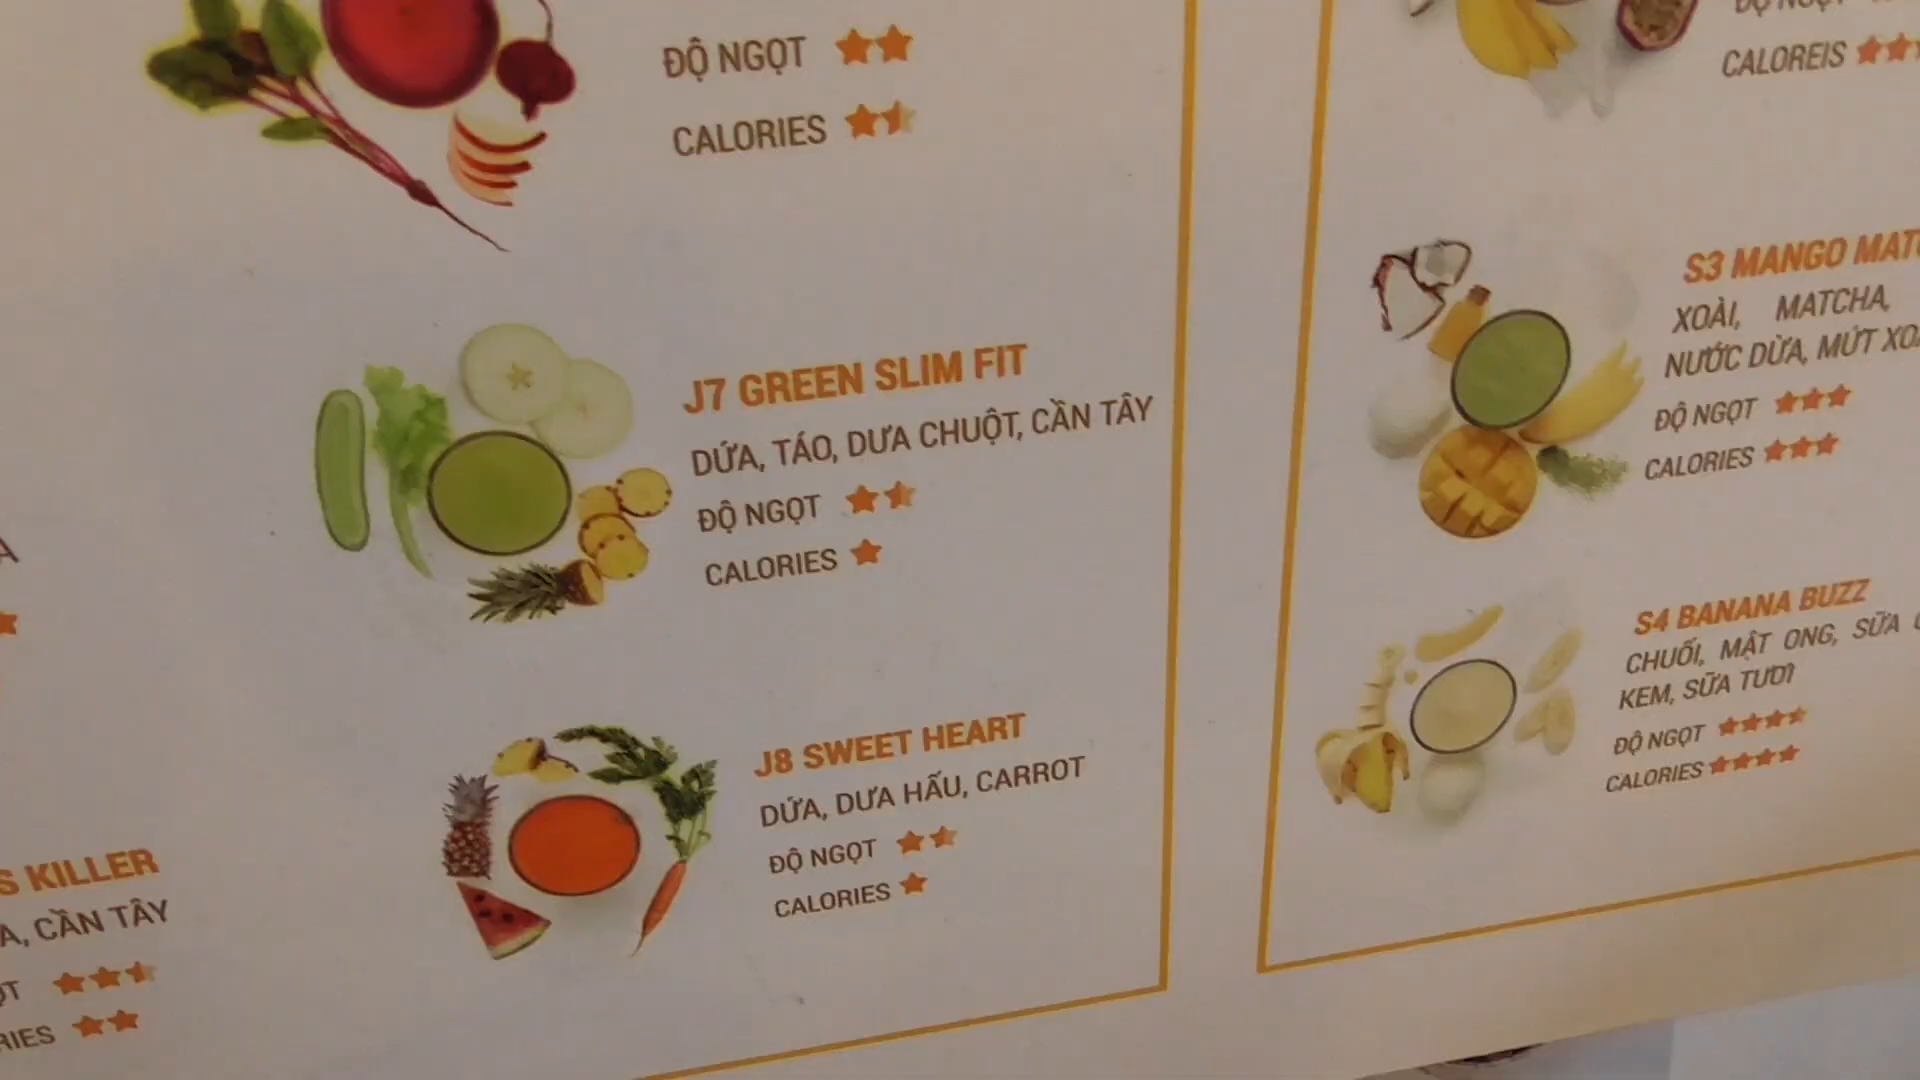 ĐỘ NGỌT
CALORIES
J7 GREEN SLIM FIT
DỨA, TÁO, DƯA CHUỘT, CẦN TÂY
ĐỘ NGỌT
CALORIES
J8 SWEET HEART
DỨA, DƯA HẤU, CARROT
ĐỘ NGỌT
CALORIES
KILLER
CẦN TÂY
ĐỘ NGỌT
CALOREIS
S3 MANGO
XOÀI, MATCHA,
NƯỚC DỪA, MỨT
ĐỘ NGỌT
CALORIES
S4 BANANA BUZZ
CHUỐI, MẬT ONG, SỮA
KEM, SỮA TƯƠI
ĐỘ NGỌT
CALORIES